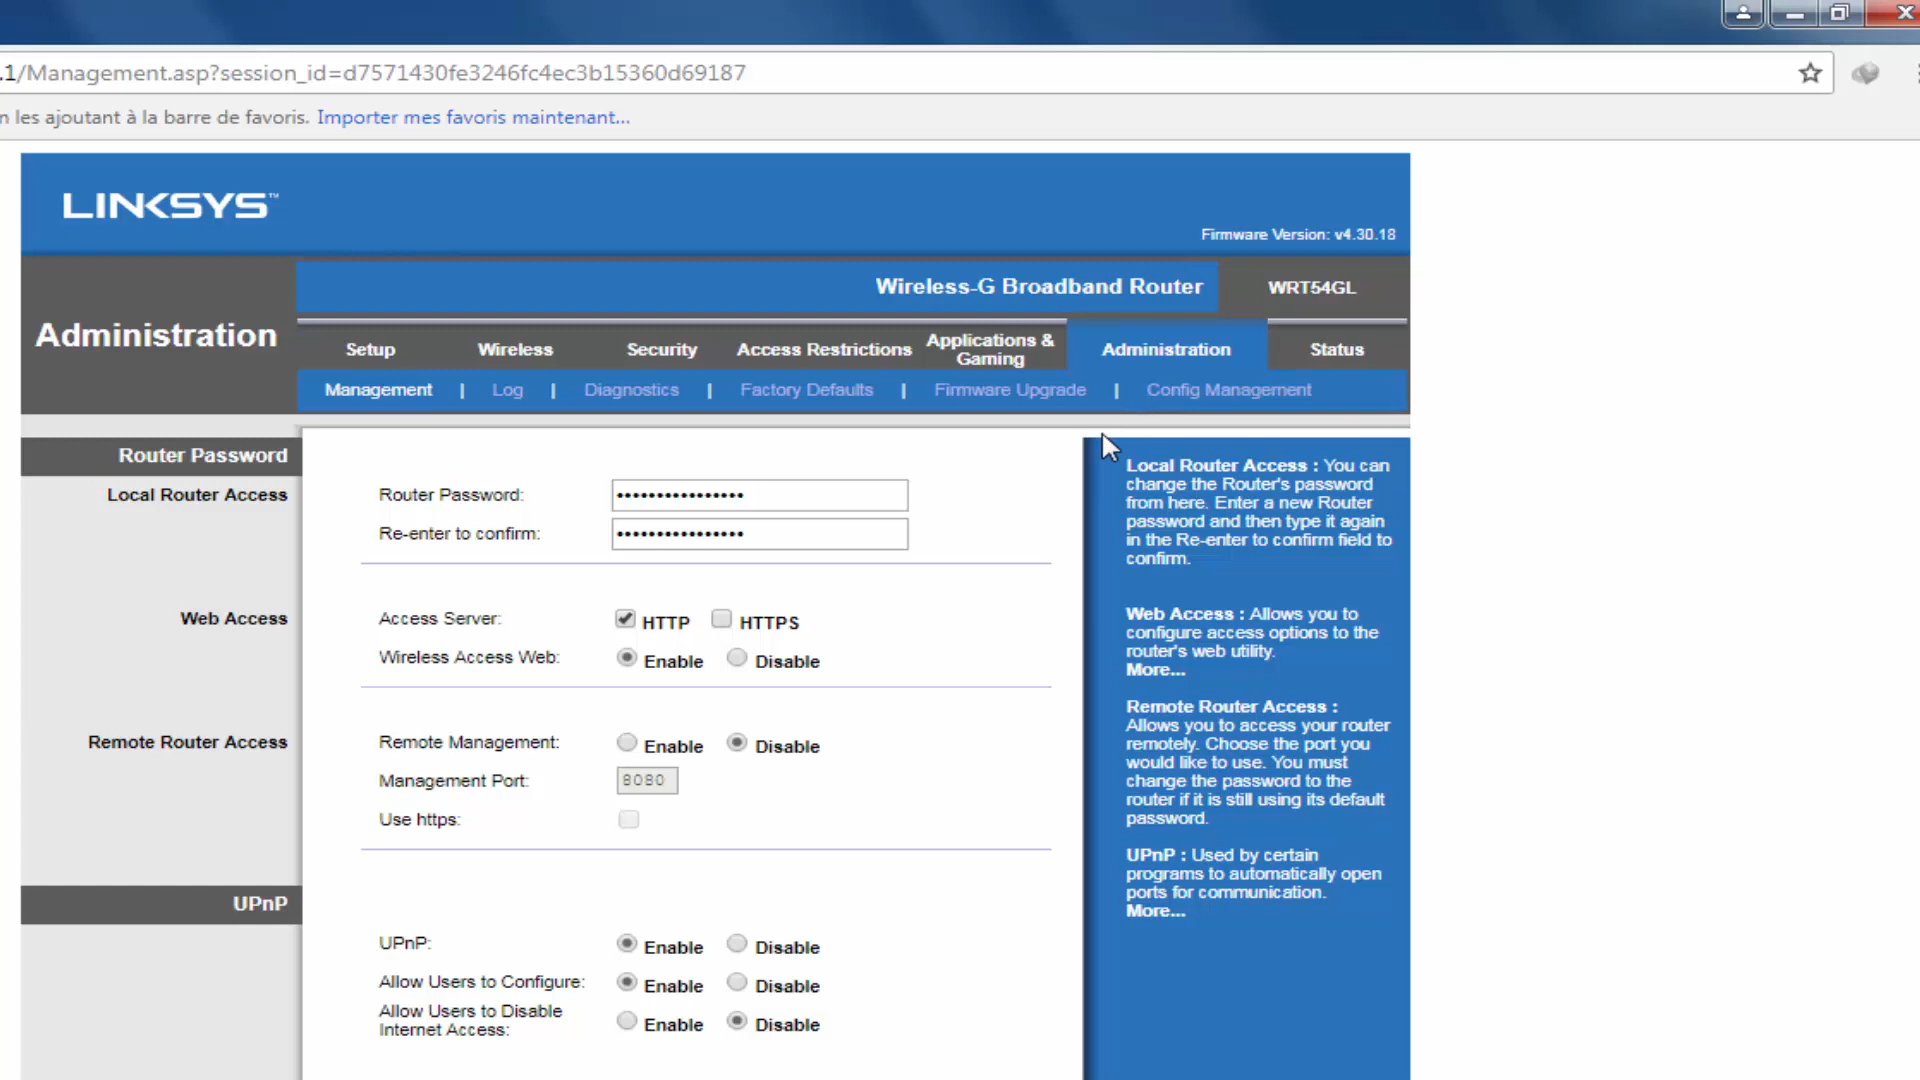 .1/Management.asp?session_id=d7571430fe3246fc4ec3b15360d69187
n les ajoutant à la barre de favoris. Importer mes favoris maintenant...
LINKSYS™
Firmware Version: v4.30.18
Wireless-G Broadband Router WRT54GL
Administration
Setup Wireless Security Access Restrictions Applications & Gaming Administration Status
Management | Log | Diagnostics | Factory Defaults | Firmware Upgrade | Config Management
Router Password
Local Router Access
Router Password: ••••••••••••••••
Re-enter to confirm: ••••••••••••••••
Web Access
Access Server: HTTP HTTPS
Wireless Access Web: Enable Disable
Remote Router Access
Remote Management: Enable Disable
Management Port: 8080
Use https:
UPnP
UPnP: Enable Disable
Allow Users to Configure: Enable Disable
Allow Users to Disable
Internet Access: Enable Disable
Local Router Access : You can
change the Router's password
from here. Enter a new Router
password and then type it again
in the Re-enter to confirm field to
confirm.
Web Access : Allows you to
configure access options to the
router's web utility.
More...
Remote Router Access :
Allows you to access your router
remotely. Choose the port you
would like to use. You must
change the password to the
router if it is still using its default
password.
UPnP : Used by certain
programs to automatically open
ports for communication.
More...